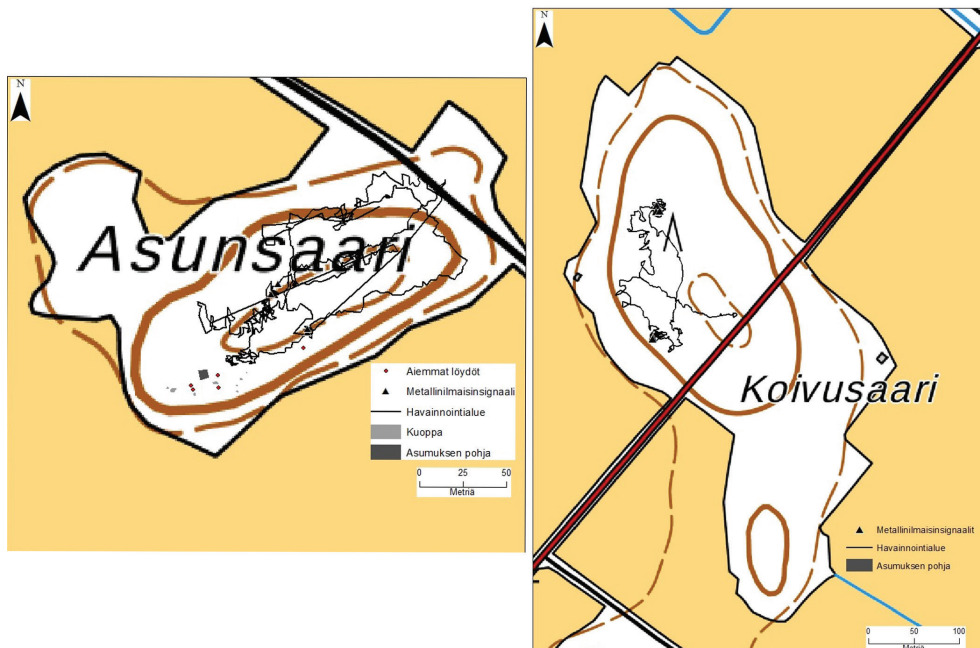 N
Asunsaari
Aiemmat löydöt
Metallinilmaisinsignaali
Havainnointialue
Kuoppa
Asumuksen pohja
0 25 50
Metriä
N
Koivusaari
Metallinilmaisinsignaalit
Havainnointialue
Asumuksen pohja
0 50 100
Metriä